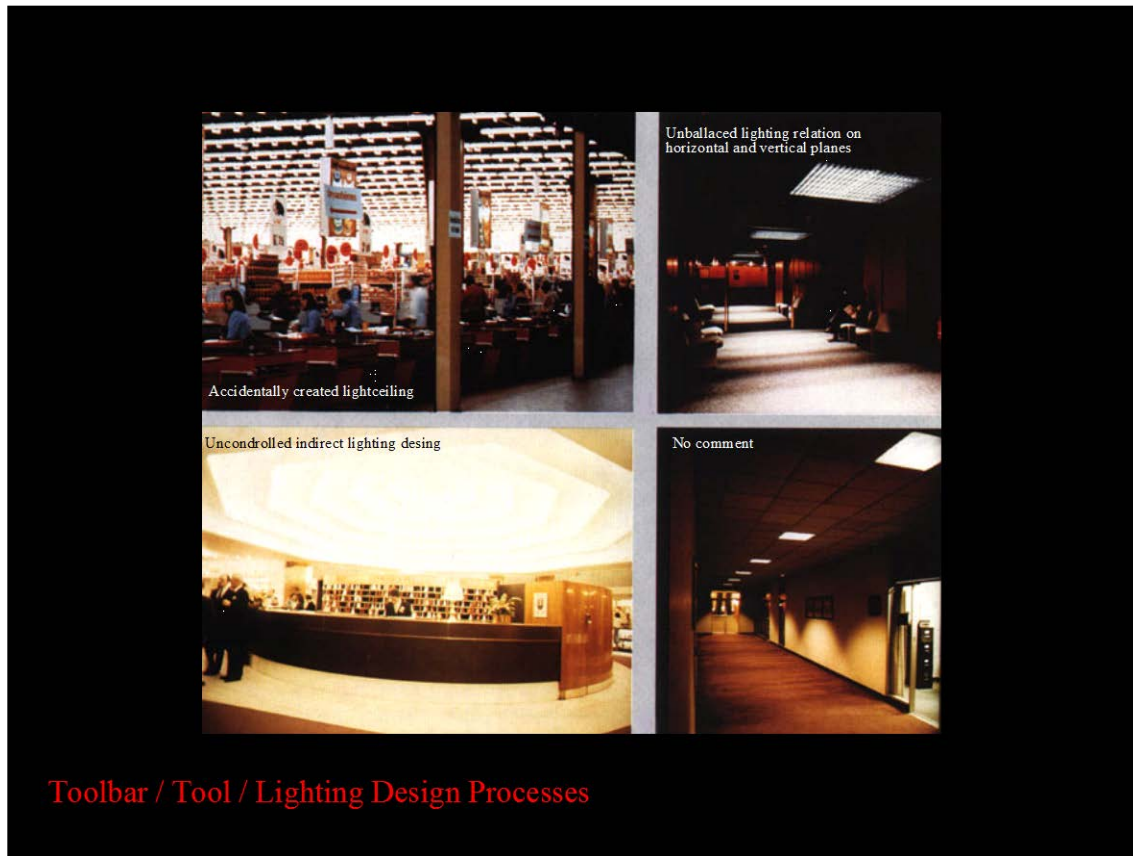 Unballaced lighting relation on
horizontal and vertical planes
Accidentally created lightceiling
Uncondrolled indirect lighting desing
No comment
Toolbar / Tool / Lighting Design Processes